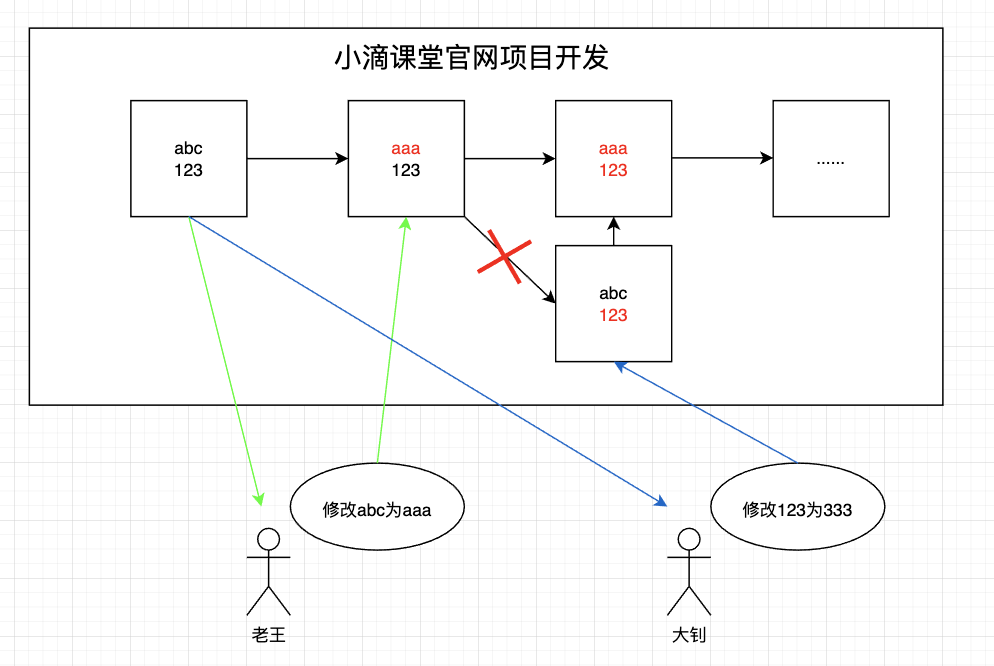 小滴课堂官网项目开发
abc
123
aaa
123
aaa
123
......
abc
123
修改abc为aaa
修改123为333
老王
大钊